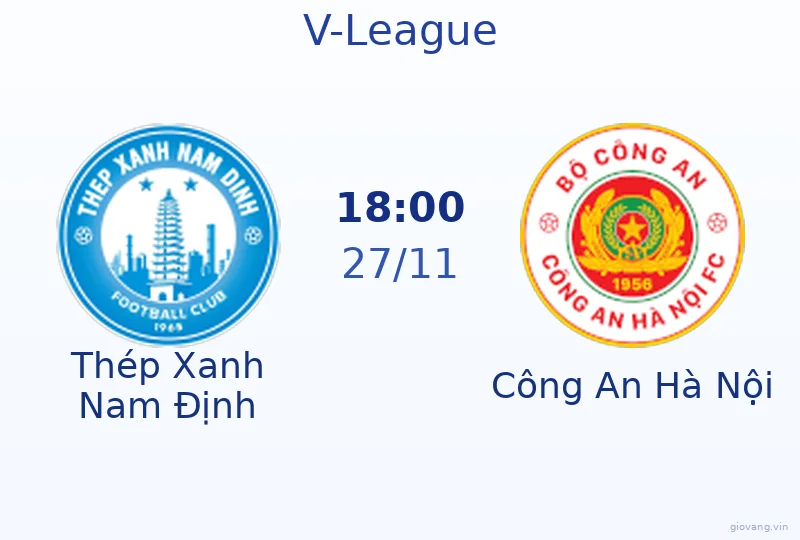 V-League
THÉP XANH NAM ĐỊNH
FOOTBALL CLUB
1965
18:00
27/11
BỘ CÔNG AN
1956
CÔNG AN HÀ NỘI FC
Thép Xanh
Nam Định
Công An Hà Nội
giovang.vin